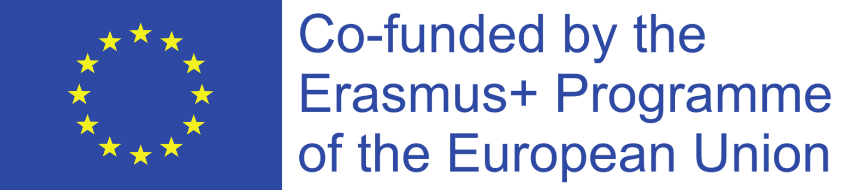 Co-funded by the
Erasmus+ Programme
of the European Union